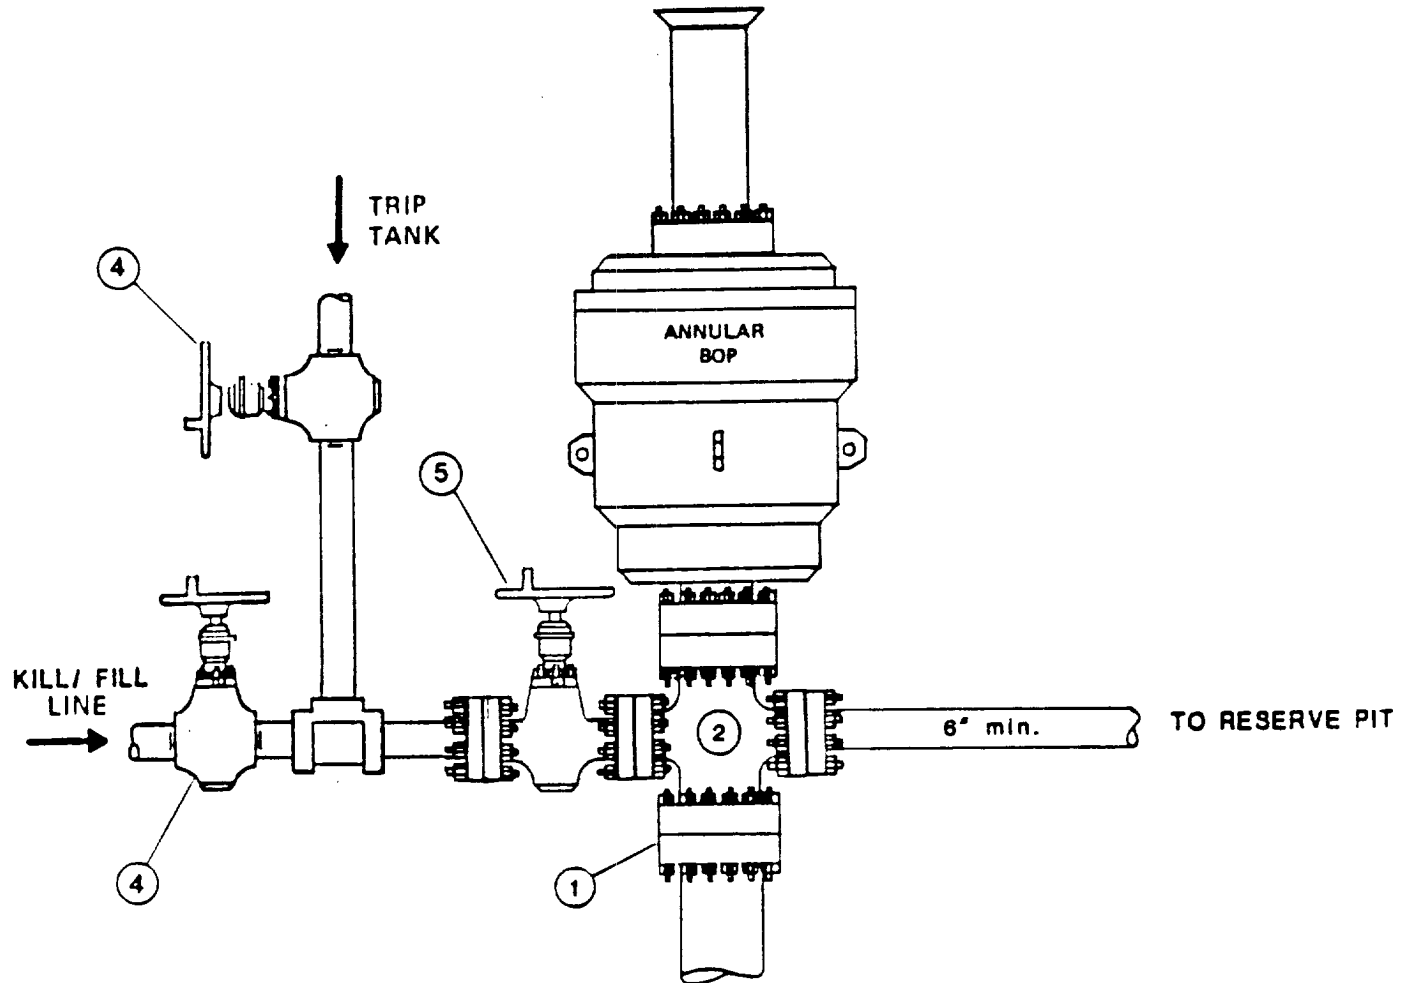 TRIP
TANK
4
ANNULAR
BOP
5
KILL/ FILL
LINE
2
6" min.
TO RESERVE PIT
4
1